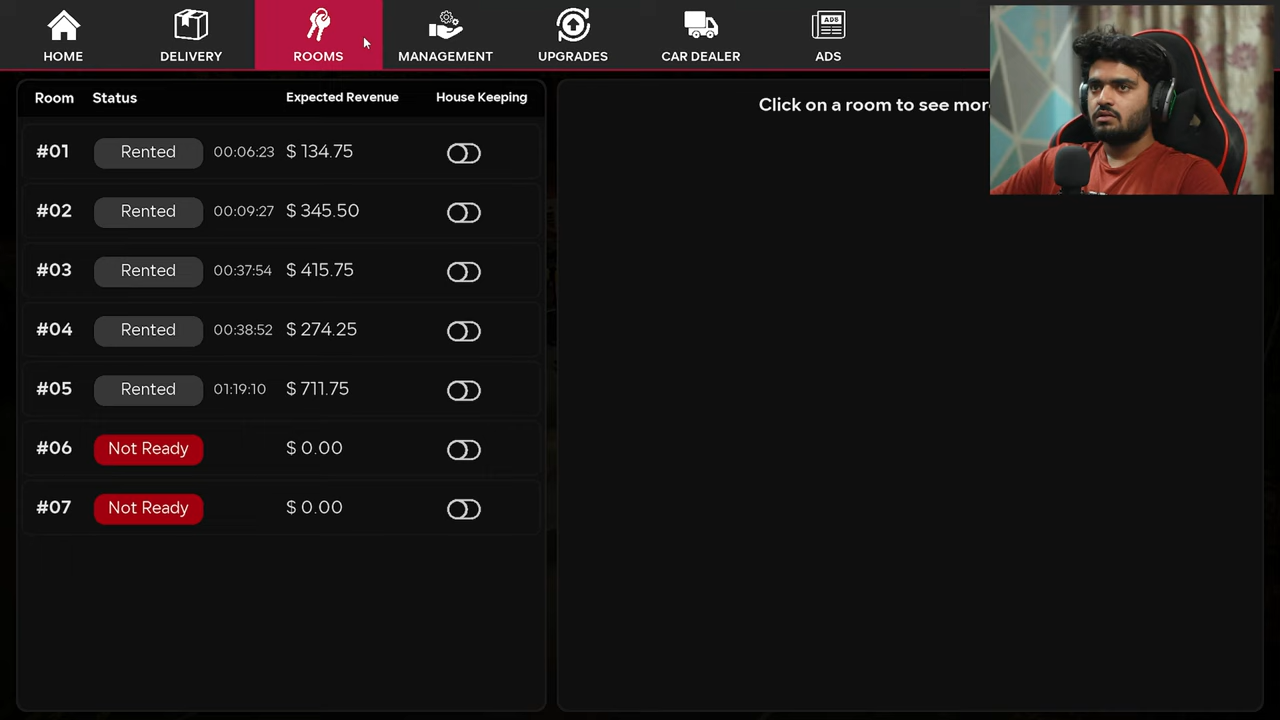 HOME DELIVERY ROOMS MANAGEMENT UPGRADES CAR DEALER ADS
Room Status Expected Revenue House Keeping
#01 Rented 00:06:23 $ 134.75
#02 Rented 00:09:27 $ 345.50
#03 Rented 00:37:54 $ 415.75
#04 Rented 00:38:52 $ 274.25
#05 Rented 01:19:10 $ 711.75
#06 Not Ready $ 0.00
#07 Not Ready $ 0.00
Click on a room to see